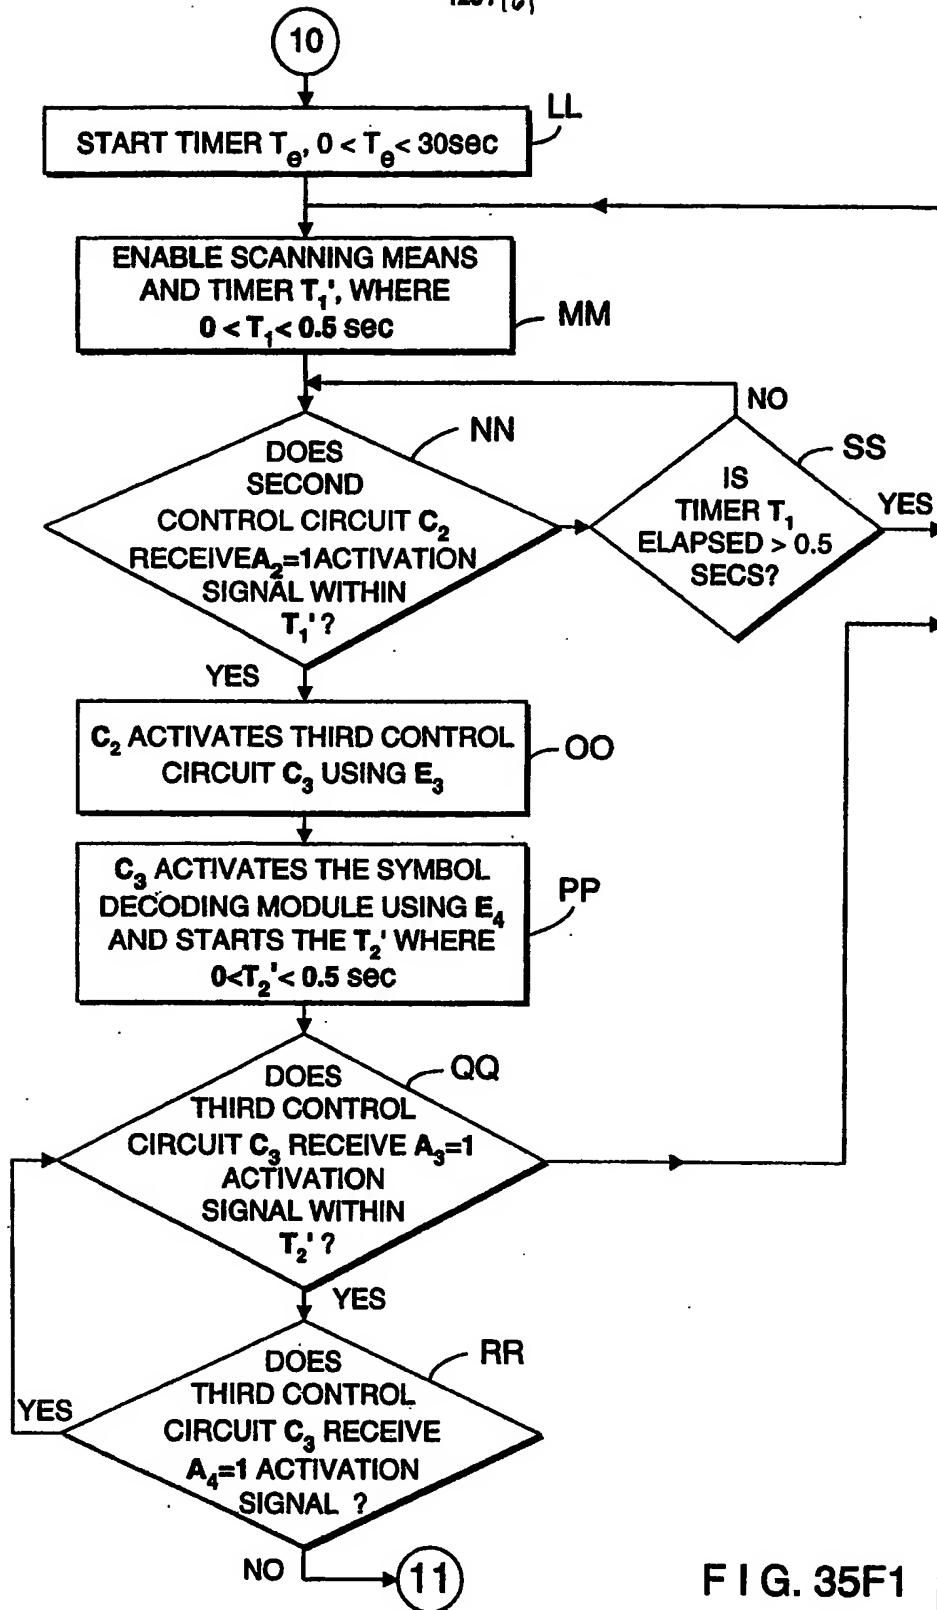 10
LL
START TIMER Te, 0 < Te < 30sec
ENABLE SCANNING MEANS
AND TIMER T1', WHERE
0 < T1 < 0.5 sec
MM
NO
NN
SS
DOES
SECOND
CONTROL CIRCUIT C2
RECEIVEA2=1ACTIVATION
SIGNAL WITHIN
T1' ?
IS
TIMER T1
ELAPSED > 0.5
SECS?
YES
YES
C2 ACTIVATES THIRD CONTROL
CIRCUIT C3 USING E3
OO
C3 ACTIVATES THE SYMBOL
DECODING MODULE USING E4
AND STARTS THE T2' WHERE
0<T2'< 0.5 sec
PP
QQ
DOES
THIRD CONTROL
CIRCUIT C3 RECEIVE A3=1
ACTIVATION
SIGNAL WITHIN
T2' ?
YES
RR
DOES
THIRD CONTROL
CIRCUIT C3 RECEIVE
A4=1 ACTIVATION
SIGNAL ?
YES
NO
11
FIG. 35F1